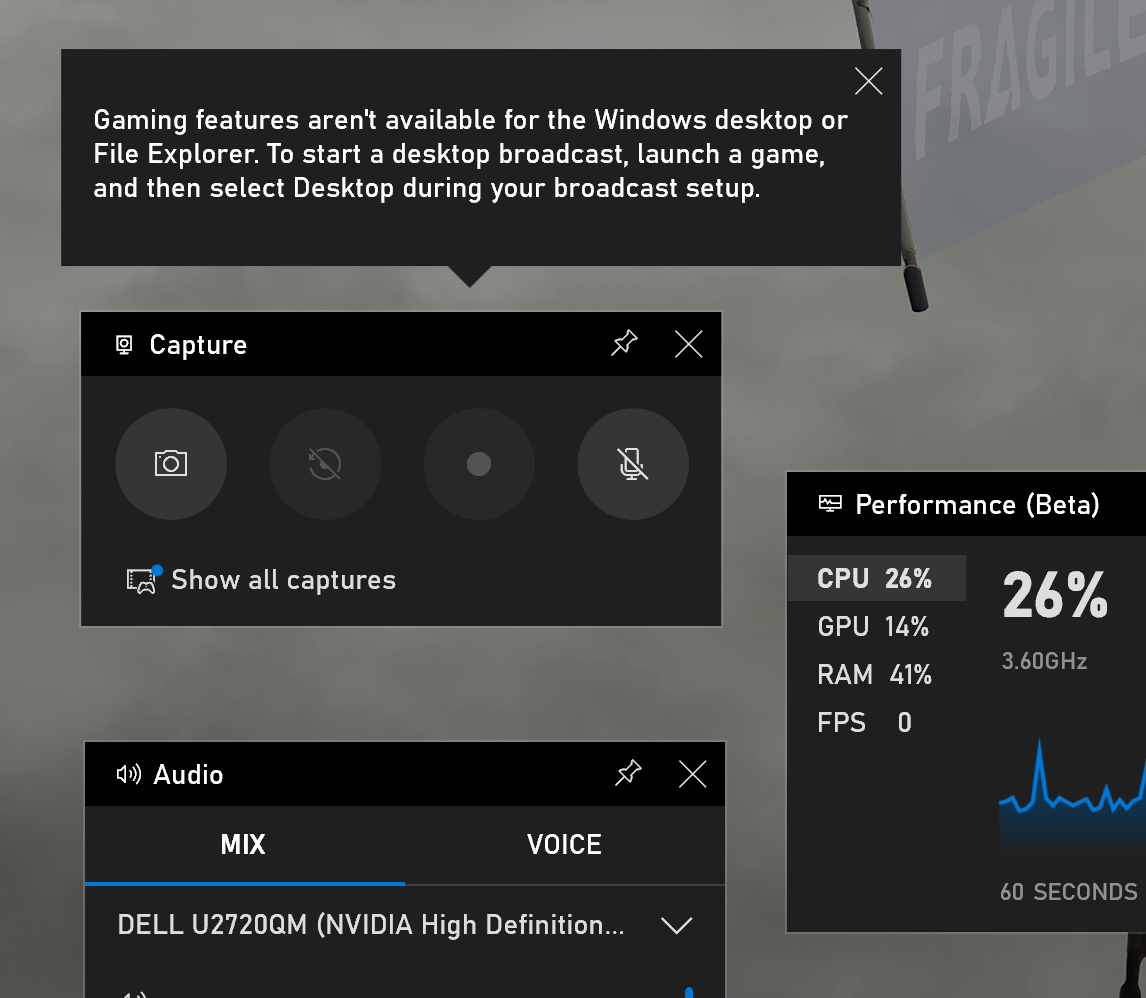 FRAGILE
Gaming features aren't available for the Windows desktop or
File Explorer. To start a desktop broadcast, launch a game,
and then select Desktop during your broadcast setup.
Capture
Show all captures
Performance (Beta)
CPU 26%
GPU 14%
RAM 41%
FPS 0
26%
3.60GHz
60 SECONDS
Audio
MIX VOICE
DELL U2720QM (NVIDIA High Definition...